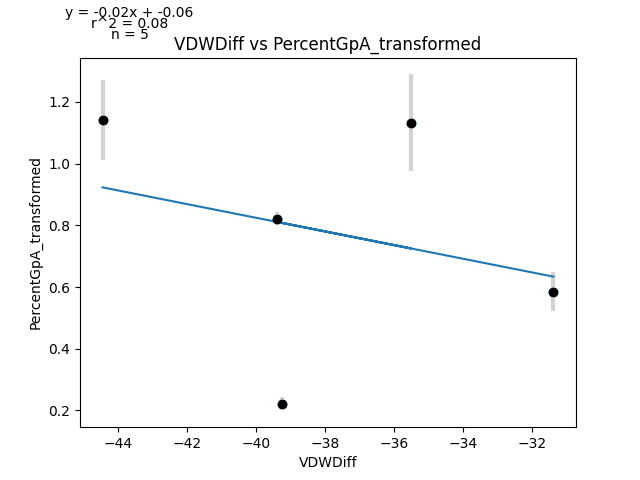 y = -0.02x + -0.06
r^2 = 0.08
n = 5
VDWDiff vs PercentGpA_transformed
PercentGpA_transformed
1.2
1.0
0.8
0.6
0.4
0.2
−44 −42 −40 −38 −36 −34 −32
VDWDiff